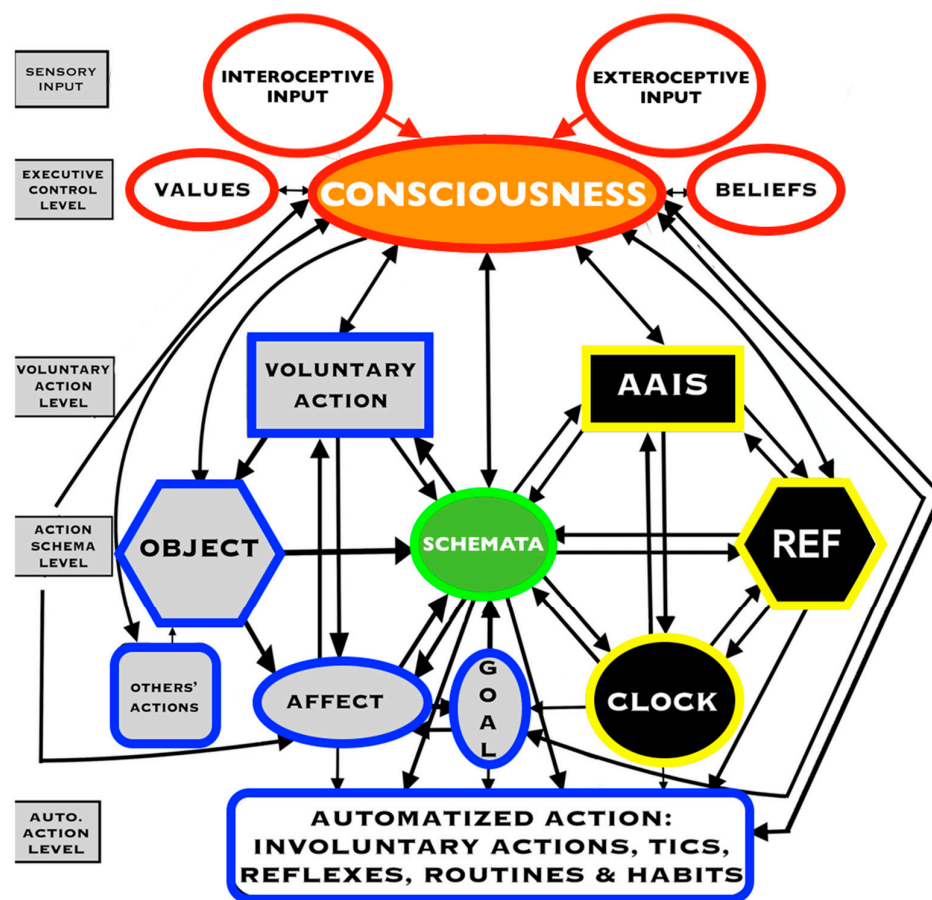 SENSORY
INPUT
INTEROCEPTIVE
INPUT
EXTEROCEPTIVE
INPUT
EXECUTIVE
CONTROL
LEVEL
VALUES
CONSCIOUSNESS
BELIEFS
VOLUNTARY
ACTION
LEVEL
VOLUNTARY
ACTION
AAIS
ACTION
SCHEMA
LEVEL
OBJECT
SCHEMATA
REF
OTHERS'
ACTIONS
AFFECT
GOAL
CLOCK
AUTO.
ACTION
LEVEL
AUTOMATIZED ACTION:
INVOLUNTARY ACTIONS, TICS,
REFLEXES, ROUTINES & HABITS